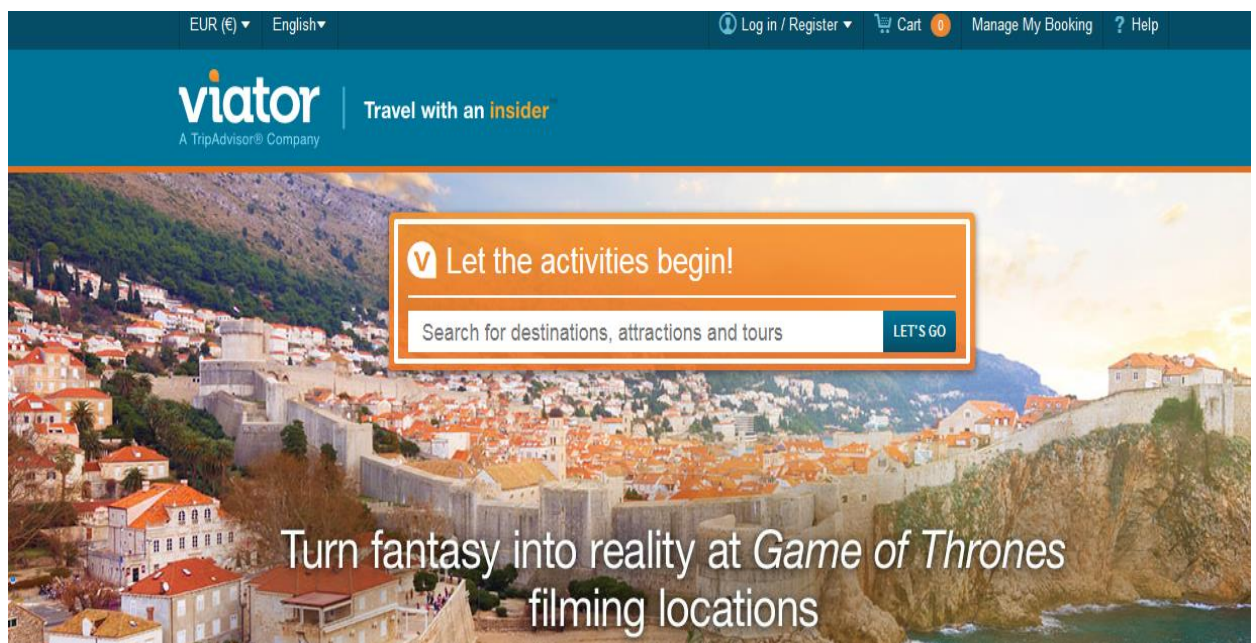 EUR (€) ▾ English▾ Log in / Register ▾ Cart 0 Manage My Booking ? Help
viator
A TripAdvisor® Company
Travel with an insider™
V Let the activities begin!
Search for destinations, attractions and tours LET'S GO
Turn fantasy into reality at Game of Thrones
filming locations